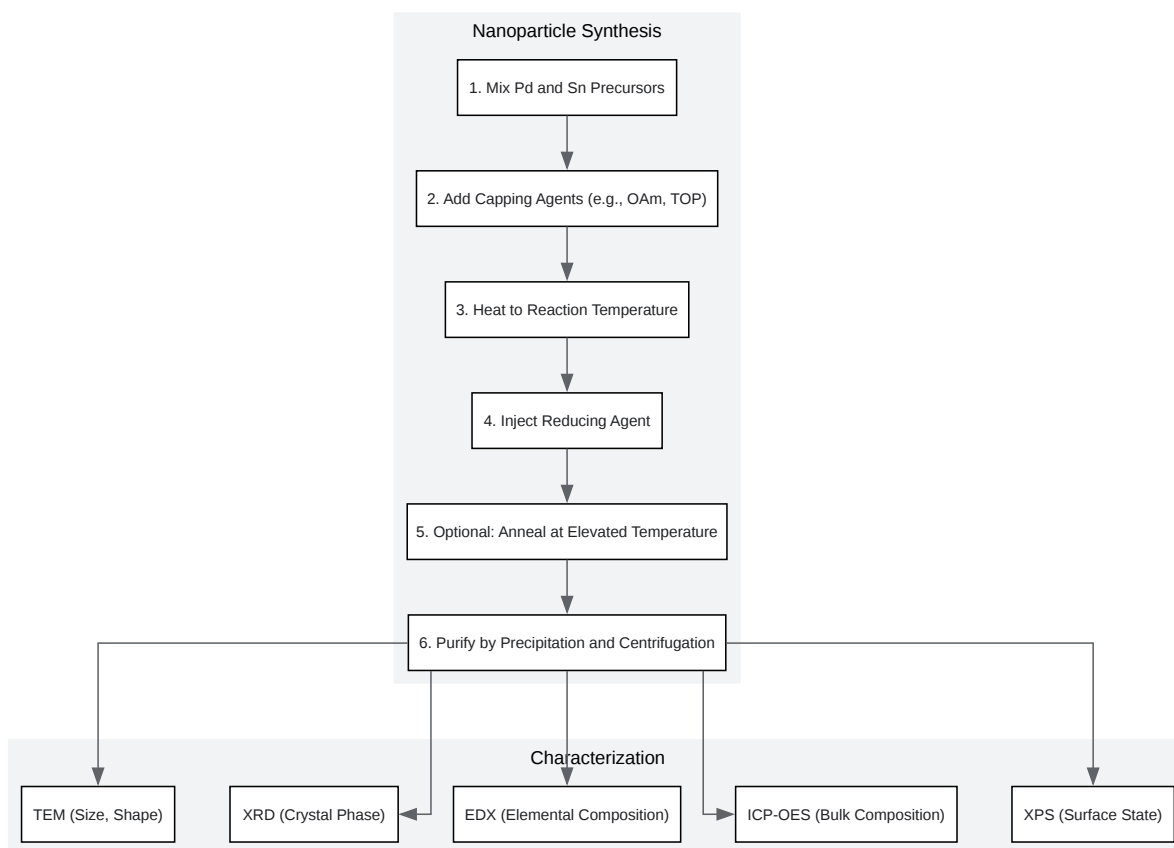 Nanoparticle Synthesis
1. Mix Pd and Sn Precursors
2. Add Capping Agents (e.g., OAm, TOP)
3. Heat to Reaction Temperature
4. Inject Reducing Agent
5. Optional: Anneal at Elevated Temperature
6. Purify by Precipitation and Centrifugation
Characterization
TEM (Size, Shape)
XRD (Crystal Phase)
EDX (Elemental Composition)
ICP-OES (Bulk Composition)
XPS (Surface State)